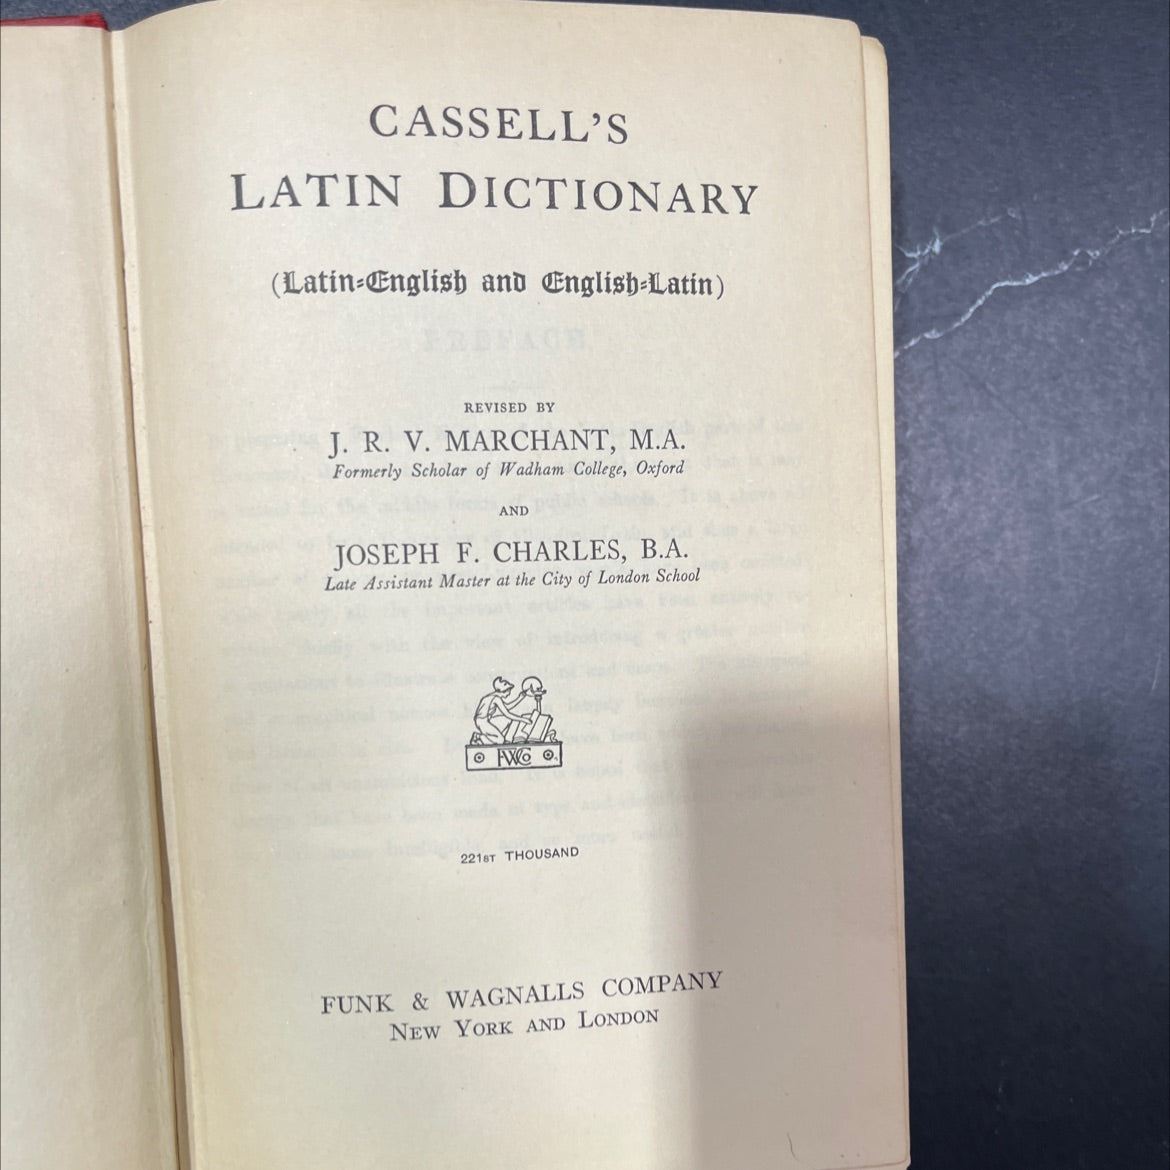 CASSELL'S
LATIN DICTIONARY
(Latin=English and English=Latin)
PREFACE
REVISED BY
J. R. V. MARCHANT, M.A.
Formerly Scholar of Wadham College, Oxford
AND
JOSEPH F. CHARLES, B.A.
Late Assistant Master at the City of London School
FWCo
221ST THOUSAND
FUNK & WAGNALLS COMPANY
NEW YORK AND LONDON